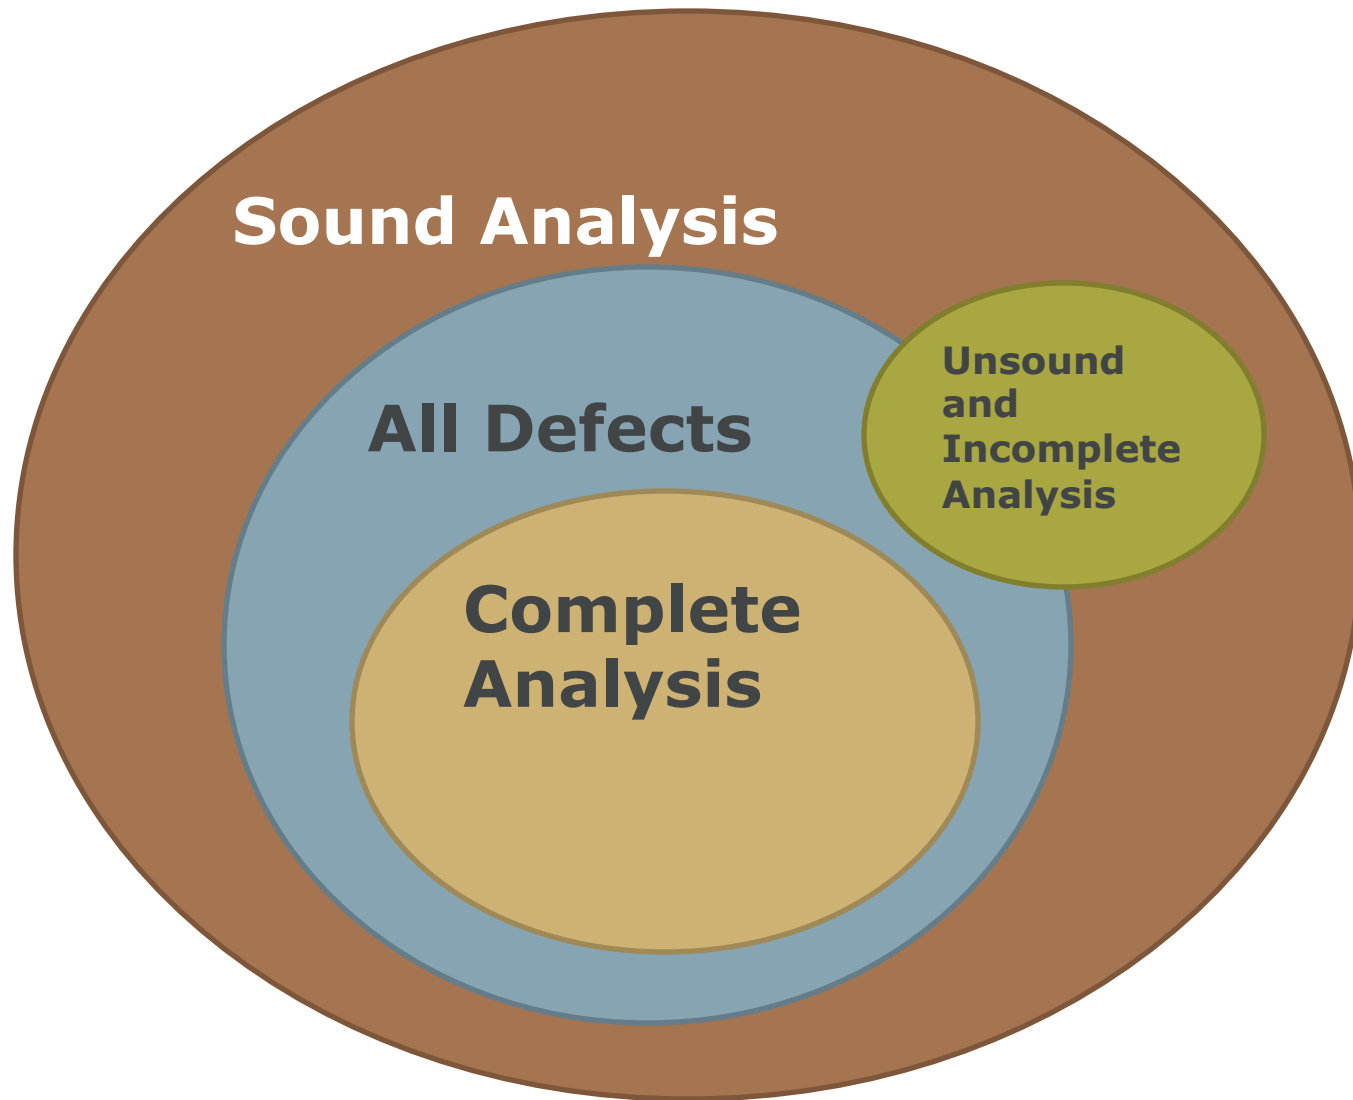 Sound Analysis
All Defects
Unsound
and
Incomplete
Analysis
Complete
Analysis